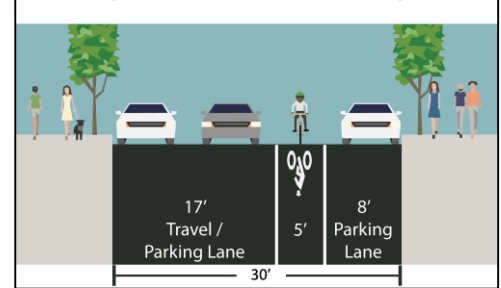 17’
Travel /
Parking Lane
5’
8’
Parking
Lane
30’